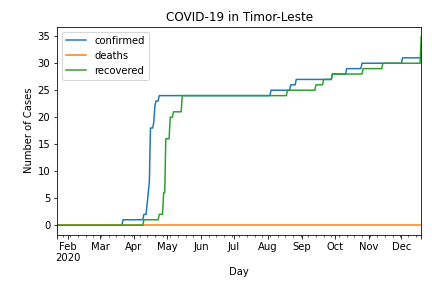 COVID-19 in Timor-Leste
confirmed
deaths
recovered
Number of Cases
35
30
25
20
15
10
5
0
Feb Mar Apr May Jun Jul Aug Sep Oct Nov Dec
2020
Day